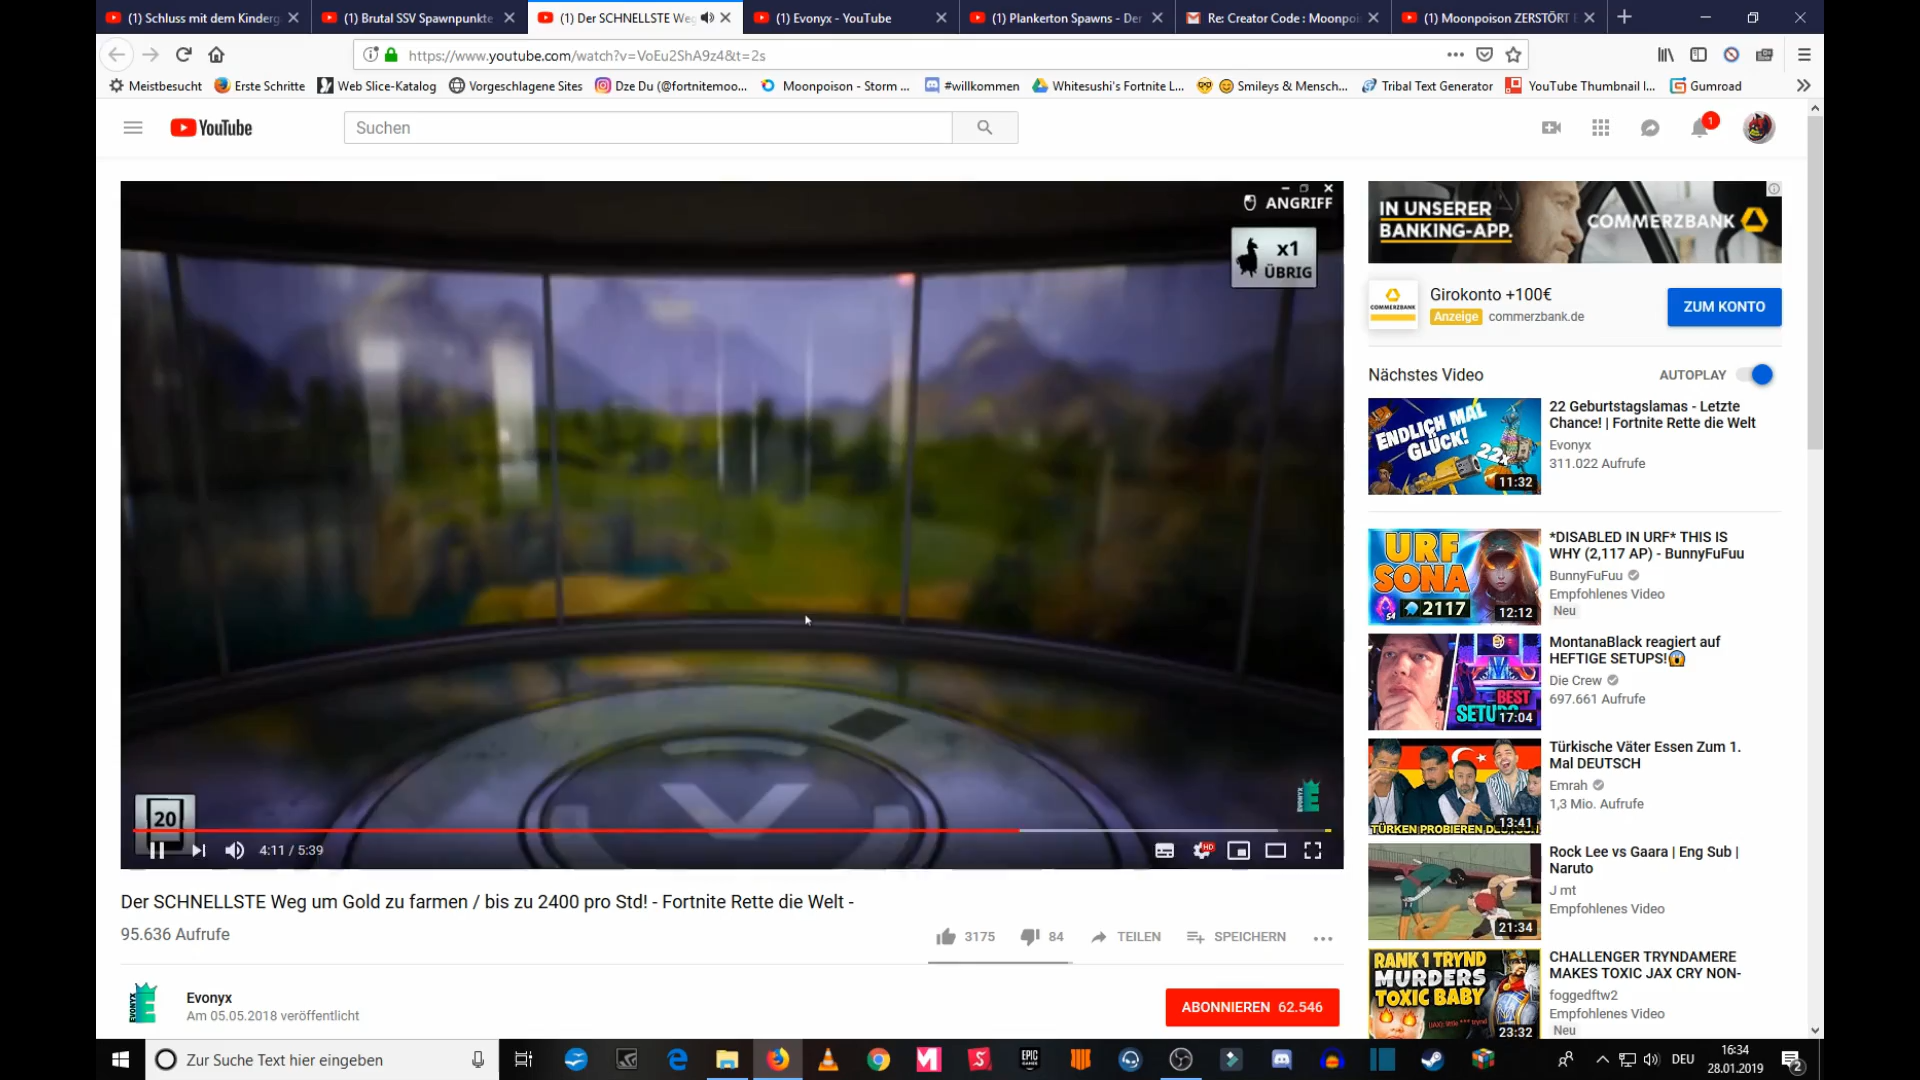 (1) Schluss mit dem Kinderg
(1) Brutal SSV Spawnpunkte
(1) Der SCHNELLSTE Weg
(1) Evonyx - YouTube
(1) Plankerton Spawns - Der
Re: Creator Code : Moonpoi
(1) Moonpoison ZERSTÖRT
https://www.youtube.com/watch?v=VoEu2ShA9z4&t=2s
Meistbesucht
Erste Schritte
Web Slice-Katalog
Vorgeschlagene Sites
Dze Du (@fortnitemoo...
Moonpoison - Storm ...
#willkommen
Whitesushi's Fortnite L...
Smileys & Mensch...
Tribal Text Generator
YouTube Thumbnail I...
Gumroad
YouTube
Suchen
1
ANGRIFF
x1
ÜBRIG
20
EVONYX
4:11 / 5:39
HD
Der SCHNELLSTE Weg um Gold zu farmen / bis zu 2400 pro Std! - Fortnite Rette die Welt -
95.636 Aufrufe
3175
84
TEILEN
SPEICHERN
Evonyx
Am 05.05.2018 veröffentlicht
ABONNIEREN 62.546
IN UNSERER
BANKING-APP.
COMMERZBANK
COMMERZBANK
Girokonto +100€
Anzeige commerzbank.de
ZUM KONTO
Nächstes Video
AUTOPLAY
ENDLICH MAL
GLÜCK!
22x
11:32
22 Geburtstagslamas - Letzte
Chance! | Fortnite Rette die Welt
Evonyx
311.022 Aufrufe
URF
SONA
2117
12:12
*DISABLED IN URF* THIS IS
WHY (2,117 AP) - BunnyFuFuu
BunnyFuFuu
Empfohlenes Video
Neu
BEST
SETUPS
17:04
MontanaBlack reagiert auf
HEFTIGE SETUPS!😱
Die Crew
697.661 Aufrufe
TÜRKEN PROBIEREN
13:41
Türkische Väter Essen Zum 1.
Mal DEUTSCH
Emrah
1,3 Mio. Aufrufe
21:34
Rock Lee vs Gaara | Eng Sub |
Naruto
J mt
Empfohlenes Video
RANK 1 TRYND
MURDERS
TOXIC BABY
23:32
CHALLENGER TRYNDAMERE
MAKES TOXIC JAX CRY NON-
foggedftw2
Empfohlenes Video
Neu
Zur Suche Text hier eingeben
EPIC
DEU
16:34
28.01.2019
2